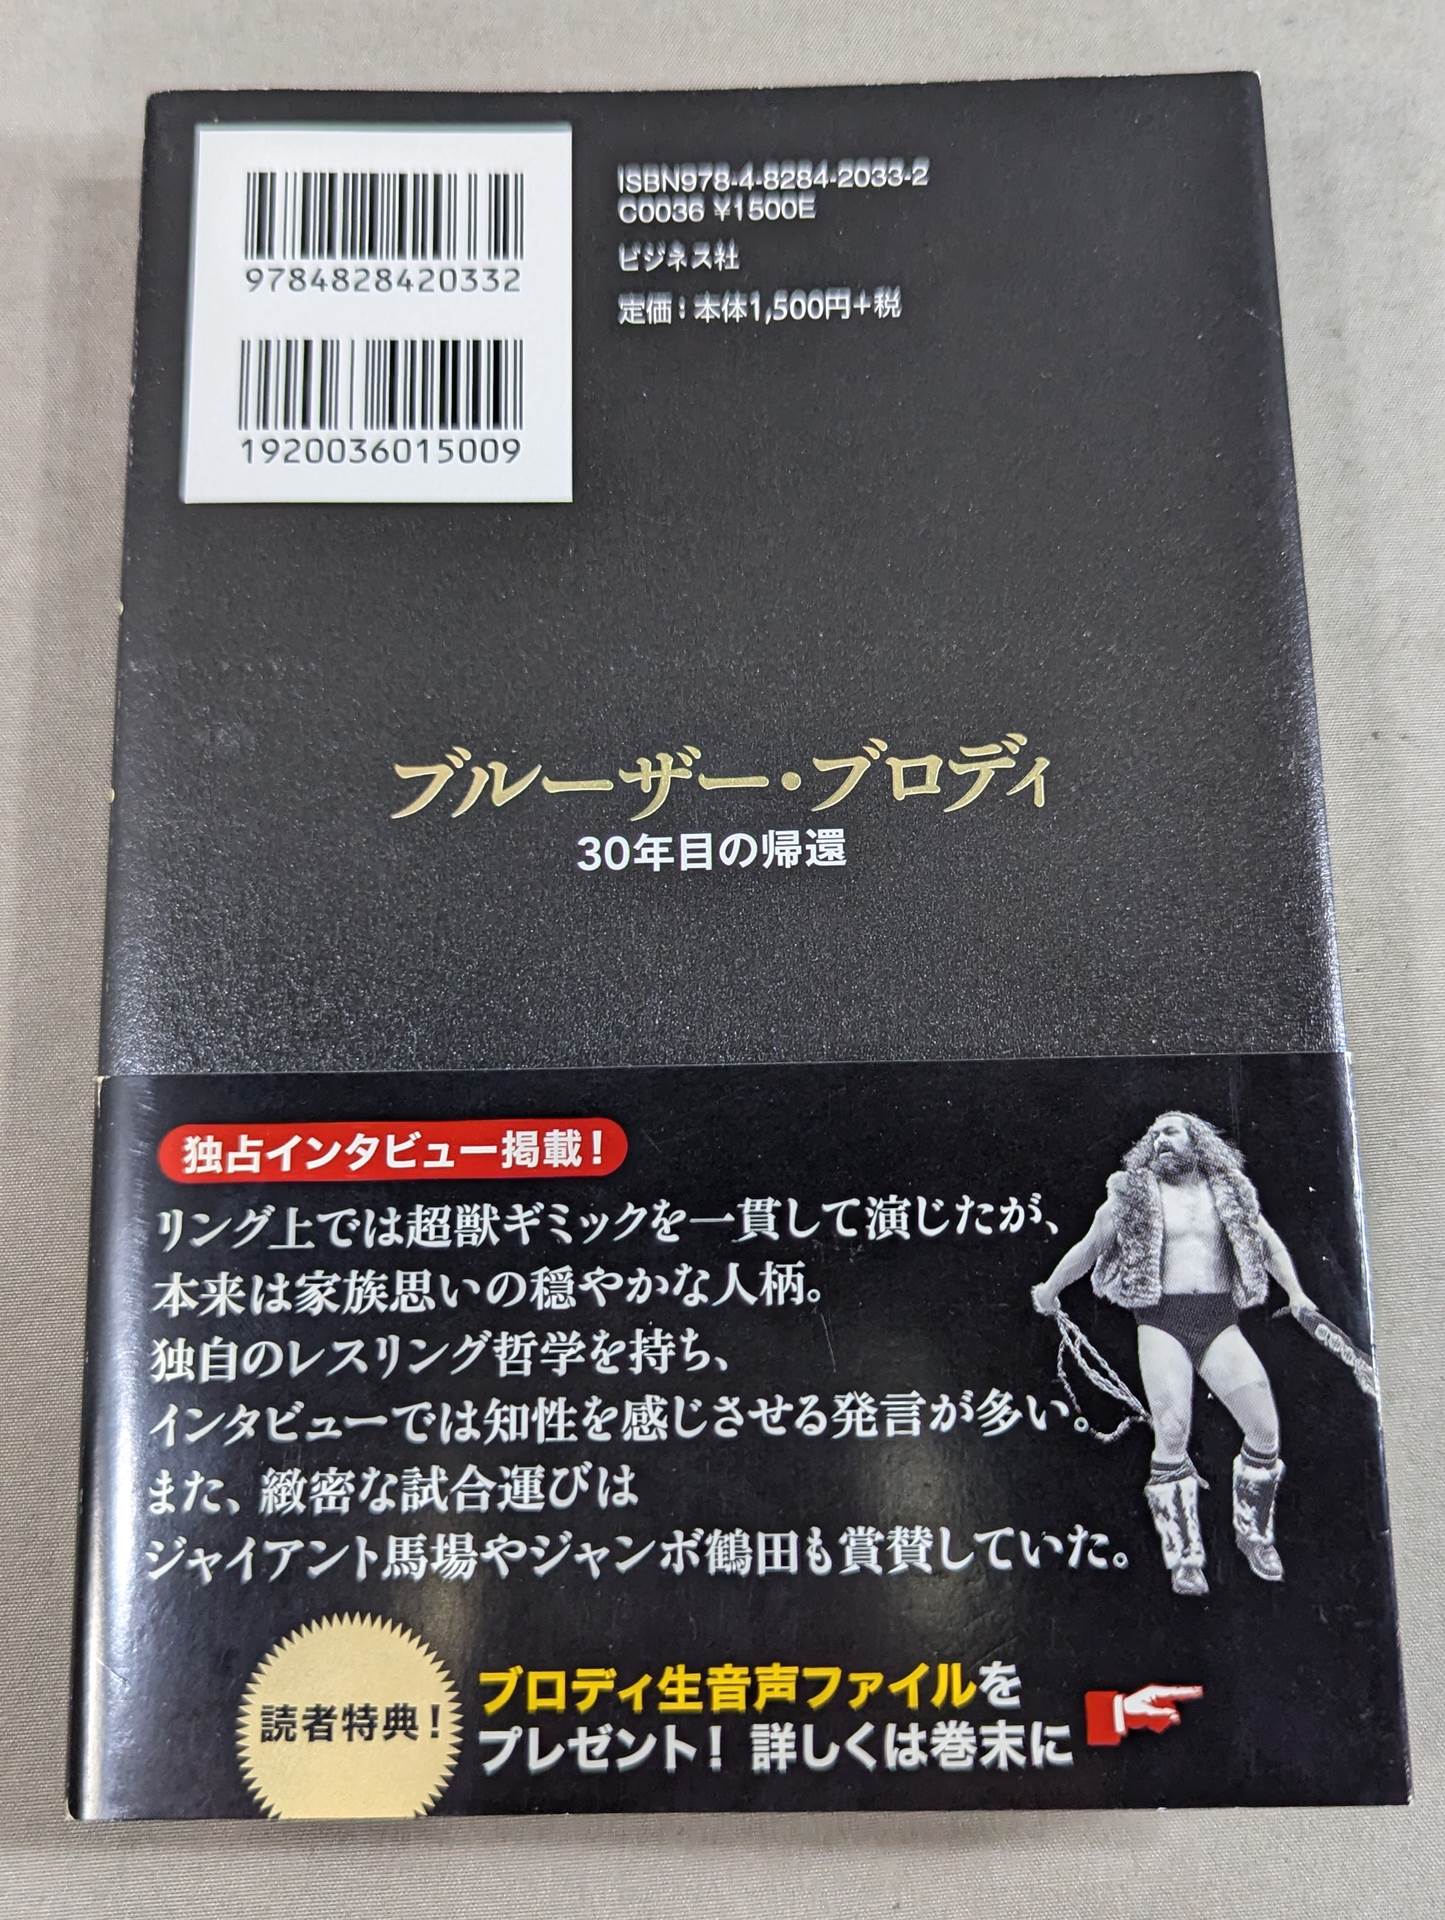 9784828420332
1920036015009
ISBN978-4-8284-2033-2
C0036 ¥1500E
ビジネス社
定価：本体1,500円+税
ブルーザー・ブロディ
30年目の帰還
独占インタビュー掲載！
リング上では超獣ギミックを一貫して演じたが、
本来は家族思いの穏やかな人柄。
独自のレスリング哲学を持ち、
インタビューでは知性を感じさせる発言が多い。
また、緻密な試合運びは
ジャイアント馬場やジャンボ鶴田も賞賛していた。
読者特典！
ブロディ生音声ファイルを
プレゼント！ 詳しくは巻末に